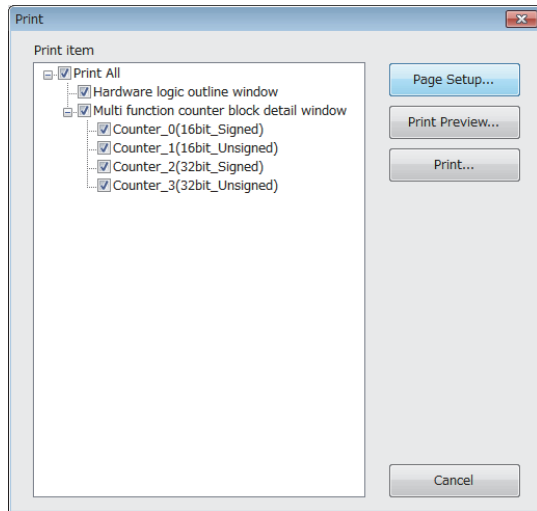 Print
Print item
Print All
Hardware logic outline window
Multi function counter block detail window
Counter_0(16bit_Signed)
Counter_1(16bit_Unsigned)
Counter_2(32bit_Signed)
Counter_3(32bit_Unsigned)
Page Setup...
Print Preview...
Print...
Cancel